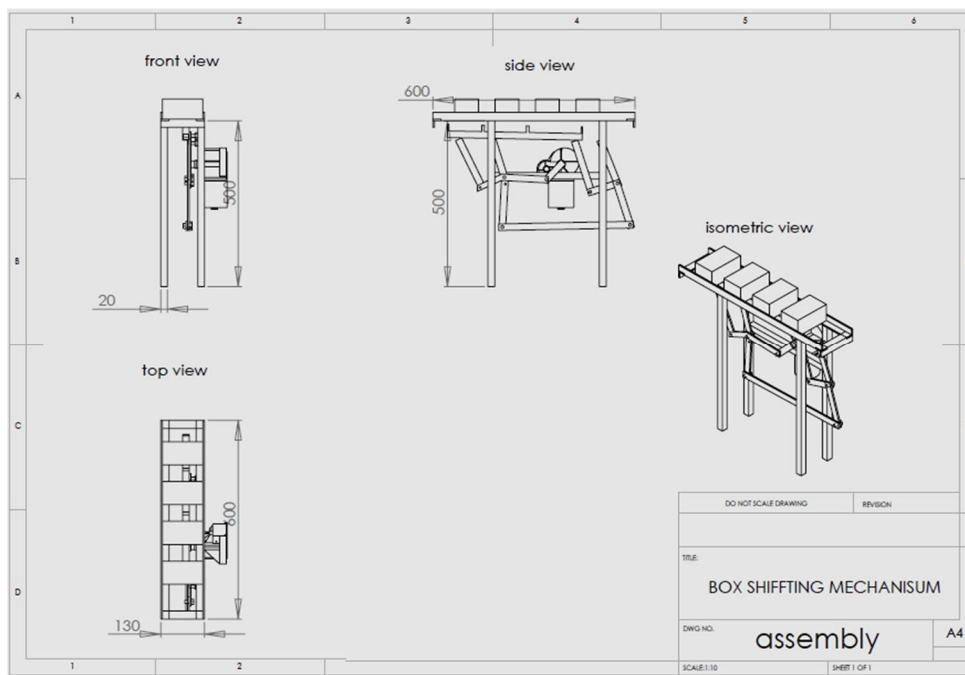 1 2 3 4 5 6
A
B
C
D
front view
500
20
side view
600
500
isometric view
top view
600
130
DO NOT SCALE DRAWING
REVISION
TITLE:
BOX SHIFFTING MECHANISUM
DWG NO.
assembly
A4
SCALE:1:10
SHEET 1 OF 1
1 2